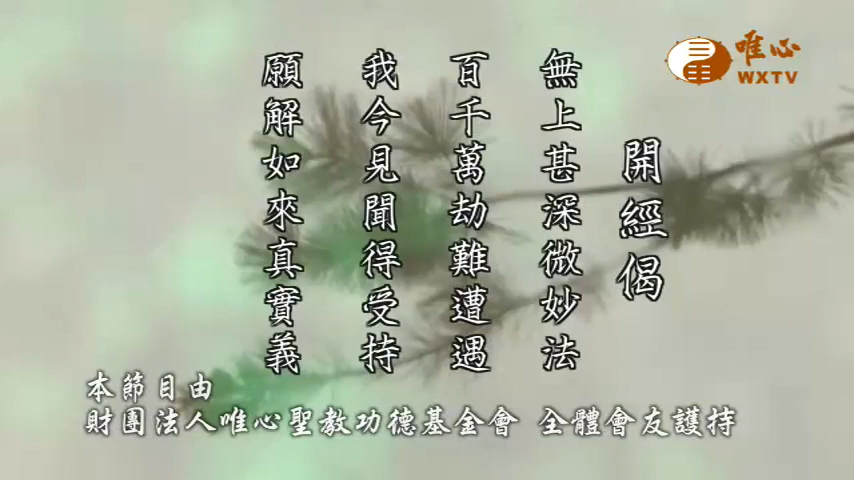 開經偈
無上甚深微妙法
百千萬劫難遭遇
我今見聞得受持
願解如來真實義
本節目由
財團法人唯心聖教功德基金會 全體會友護持
唯心
WXTV